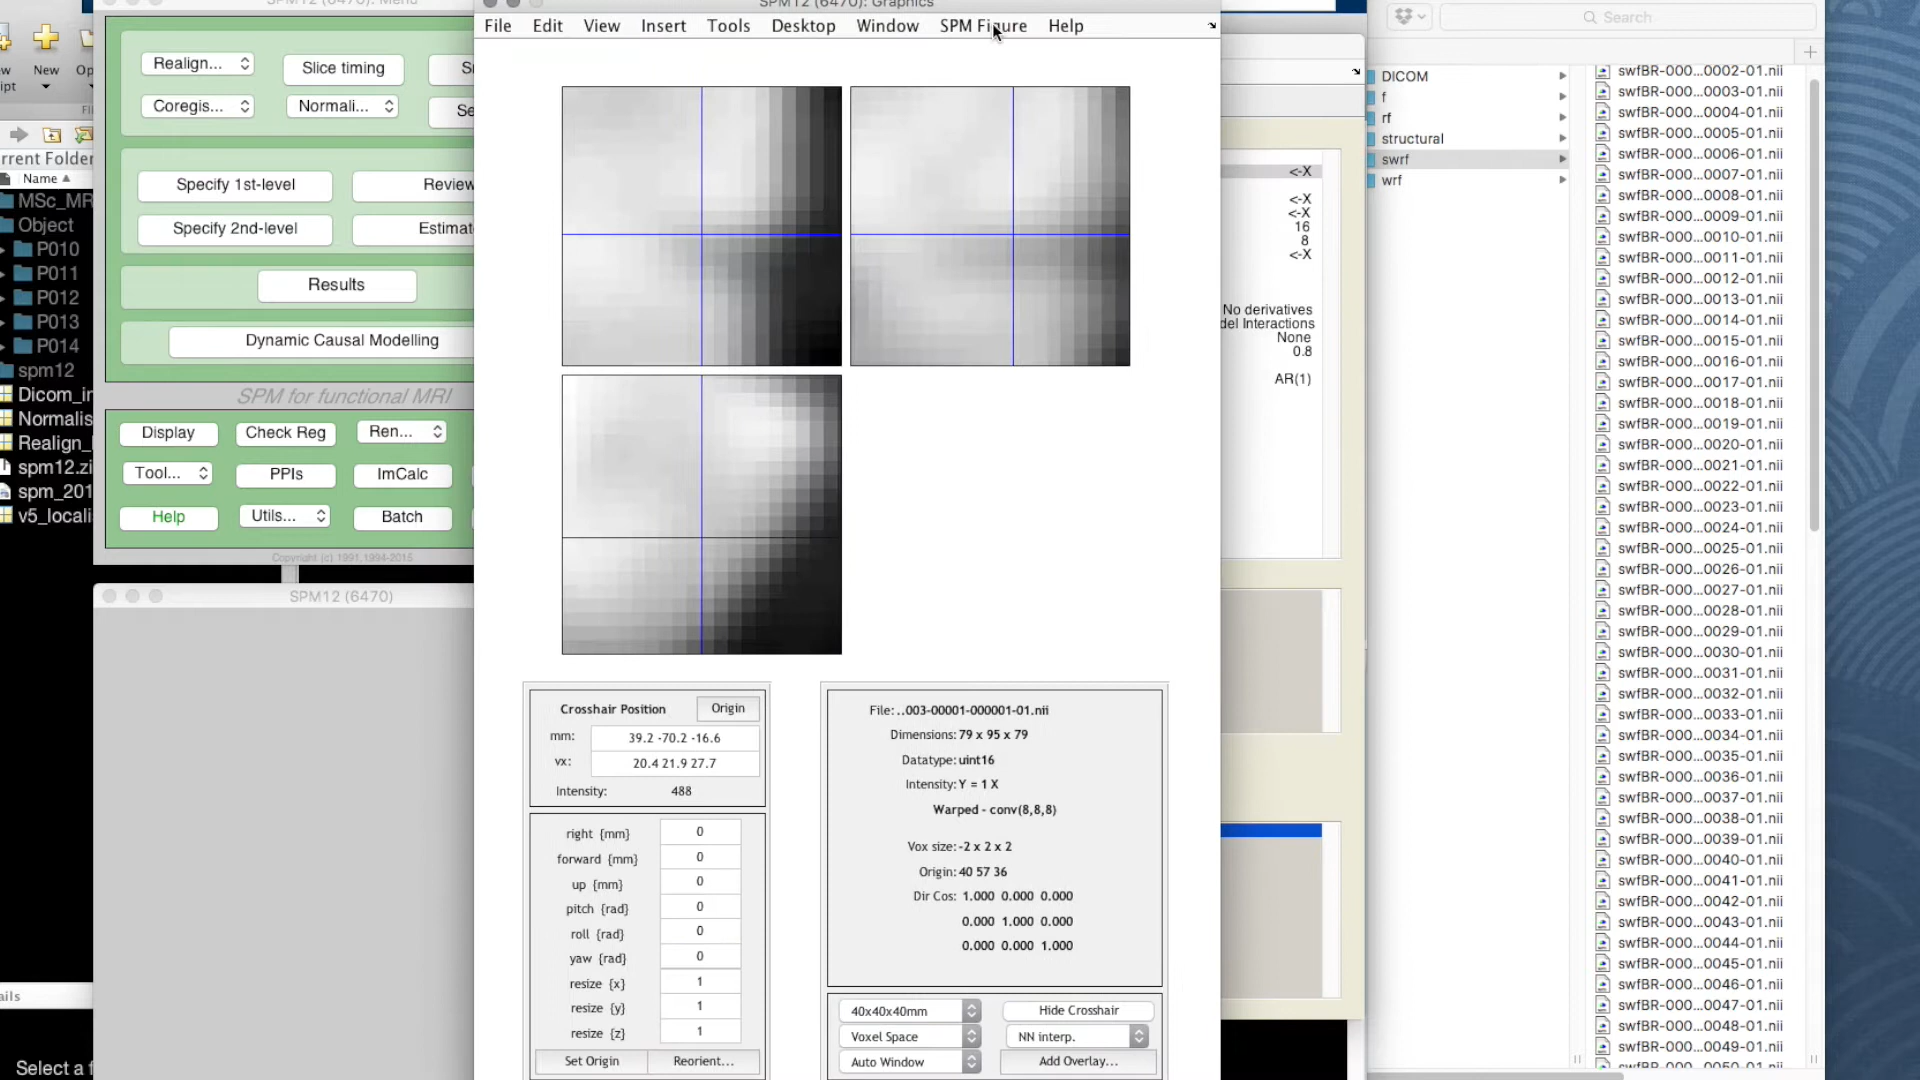 SPM12 (6470): Menu
SPM12 (6470): Graphics
File Edit View Insert Tools Desktop Window SPM Figure Help
Search
New
Realign...
Slice timing
Coregis...
Normali...
Se
Name
MSc_MR
Object
P010
P011
P012
P013
P014
spm12
Dicom_in
Normalis
Realign_
spm12.zi
spm_201
v5_locali
Specify 1st-level
Review
Specify 2nd-level
Estimat
Results
Dynamic Causal Modelling
SPM for functional MRI
Display
Check Reg
Ren...
Tool...
PPIs
ImCalc
Help
Utils...
Batch
Copyright (c) 1991,1994-2015
SPM12 (6470)
ails
Select a f
Crosshair Position
Origin
mm: 39.2 -70.2 -16.6
vx: 20.4 21.9 27.7
Intensity: 488
right {mm} 0
forward {mm} 0
up {mm} 0
pitch {rad} 0
roll {rad} 0
yaw {rad} 0
resize {x} 1
resize {y} 1
resize {z} 1
Set Origin
Reorient...
File: ..003-00001-000001-01.nii
Dimensions: 79 x 95 x 79
Datatype: uint16
Intensity: Y = 1 X
Warped - conv(8,8,8)
Vox size: -2 x 2 x 2
Origin: 40 57 36
Dir Cos: 1.000 0.000 0.000
0.000 1.000 0.000
0.000 0.000 1.000
40x40x40mm
Hide Crosshair
Voxel Space
NN interp.
Auto Window
Add Overlay...
<-X
<-X
<-X
16
8
<-X
No derivatives
del Interactions
None
0.8
AR(1)
DICOM
f
rf
structural
swrf
wrf
swfBR-000...0002-01.nii
swfBR-000...0003-01.nii
swfBR-000...0004-01.nii
swfBR-000...0005-01.nii
swfBR-000...0006-01.nii
swfBR-000...0007-01.nii
swfBR-000...0008-01.nii
swfBR-000...0009-01.nii
swfBR-000...0010-01.nii
swfBR-000...0011-01.nii
swfBR-000...0012-01.nii
swfBR-000...0013-01.nii
swfBR-000...0014-01.nii
swfBR-000...0015-01.nii
swfBR-000...0016-01.nii
swfBR-000...0017-01.nii
swfBR-000...0018-01.nii
swfBR-000...0019-01.nii
swfBR-000...0020-01.nii
swfBR-000...0021-01.nii
swfBR-000...0022-01.nii
swfBR-000...0023-01.nii
swfBR-000...0024-01.nii
swfBR-000...0025-01.nii
swfBR-000...0026-01.nii
swfBR-000...0027-01.nii
swfBR-000...0028-01.nii
swfBR-000...0029-01.nii
swfBR-000...0030-01.nii
swfBR-000...0031-01.nii
swfBR-000...0032-01.nii
swfBR-000...0033-01.nii
swfBR-000...0034-01.nii
swfBR-000...0035-01.nii
swfBR-000...0036-01.nii
swfBR-000...0037-01.nii
swfBR-000...0038-01.nii
swfBR-000...0039-01.nii
swfBR-000...0040-01.nii
swfBR-000...0041-01.nii
swfBR-000...0042-01.nii
swfBR-000...0043-01.nii
swfBR-000...0044-01.nii
swfBR-000...0045-01.nii
swfBR-000...0046-01.nii
swfBR-000...0047-01.nii
swfBR-000...0048-01.nii
swfBR-000...0049-01.nii
swfBR-000...0050-01.nii